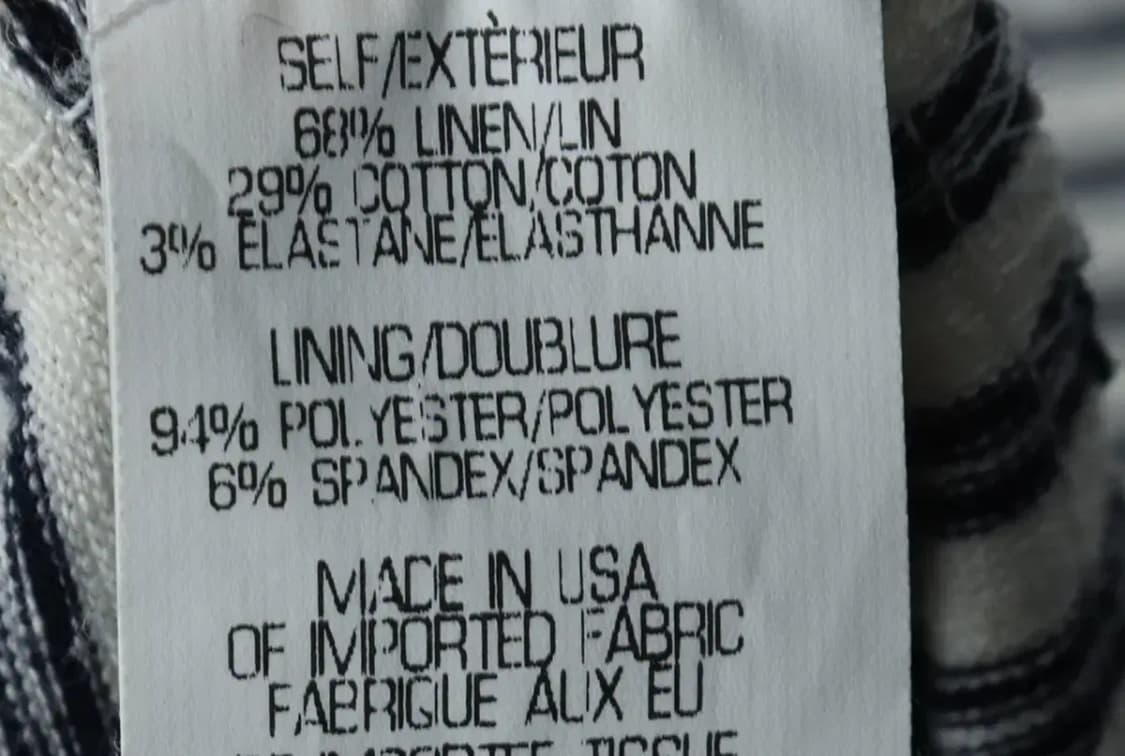 SELF/EXTÈRIEUR
68% LINEN/LIN
29% COTTON/COTON
3% ELASTANE/ELASTHANNE
LINING/DOUBLURE
94% POLYESTER/POLYESTER
6% SPANDEX/SPANDEX
MADE IN USA
OF IMPORTED FABRIC
FABRIGUE AUX EU